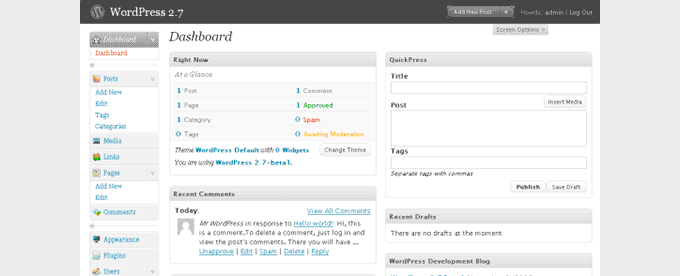 WordPress 2.7
Add New Post
Howdy, admin | Log Out
Screen Options
Dashboard
Dashboard
Dashboard
Posts
Add New
Edit
Tags
Categories
Media
Links
Pages
Add New
Edit
Comments
Appearance
Plugins
Users
Right Now
At a Glance
1 Post
1 Comment
1 Page
1 Approved
1 Category
0 Spam
0 Tags
0 Awaiting Moderation
Theme WordPress Default with 0 Widgets
Change Theme
You are using WordPress 2.7-beta1.
Recent Comments
Today:
View All Comments
Mr WordPress in response to Hello world!: Hi, this
is a comment.To delete a comment, just log in and
view the post's comments. There you will have ...
Unapprove | Edit | Spam | Delete | Reply
QuickPress
Title
Insert Media
Post
Tags
Separate tags with commas
Publish
Save Draft
Recent Drafts
There are no drafts at the moment
WordPress Development Blog